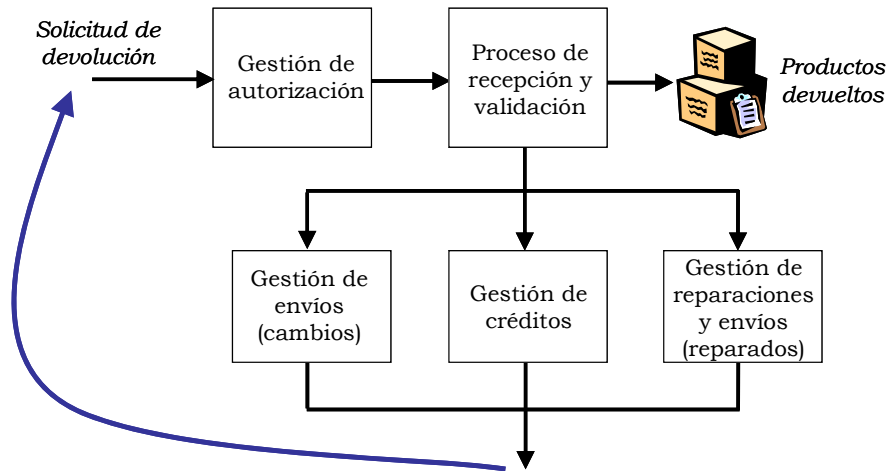 Solicitud de
devolución
Gestión de
autorización
Proceso de
recepción y
validación
Productos
devueltos
Gestión de
envíos
(cambios)
Gestión de
créditos
Gestión de
reparaciones
y envíos
(reparados)